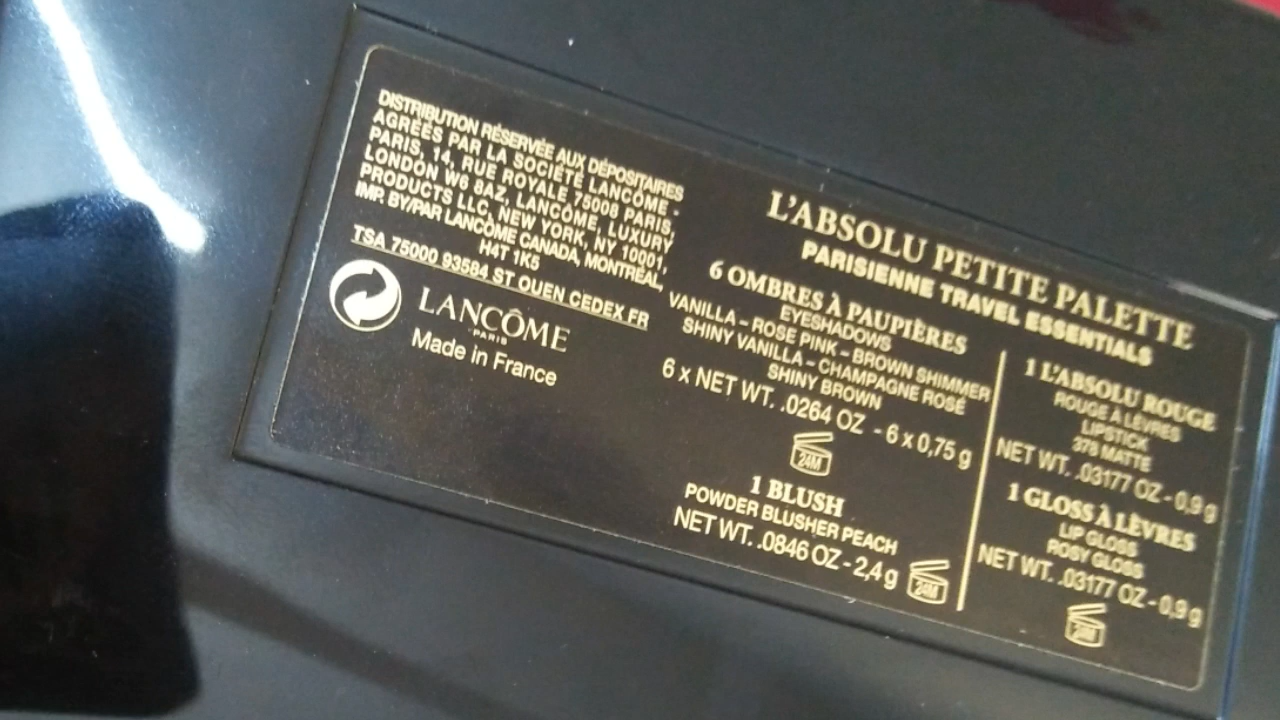 DISTRIBUTION RÉSERVÉE AUX DÉPOSITAIRES
AGRÉÉS PAR LA SOCIÉTÉ LANCÔME -
PARIS, 14, RUE ROYALE 75008 PARIS,
LONDON W6 8AZ, LANCÔME, LUXURY
PRODUCTS LLC, NEW YORK, NY 10001,
IMP. BY/PAR LANCÔME CANADA, MONTRÉAL,
H4T 1K5
TSA 75000 93584 ST OUEN CEDEX FR
LANCÔME
PARIS
Made in France
L'ABSOLU PETITE PALETTE
PARISIENNE TRAVEL ESSENTIALS
6 OMBRES À PAUPIÈRES
EYESHADOWS
VANILLA – ROSE PINK - BROWN SHIMMER
SHINY VANILLA – CHAMPAGNE ROSÉ
SHINY BROWN
6 x NET WT. .0264 OZ - 6 x 0,75 g
24M
1 BLUSH
POWDER BLUSHER PEACH
NET WT. .0846 OZ - 2,4 g
24M
1 L'ABSOLU ROUGE
ROUGE À LÈVRES
LIPSTICK
378 MATTE
NET WT. .03177 OZ - 0,9 g
1 GLOSS À LÈVRES
LIP GLOSS
ROSY GLOSS
NET WT. .03177 OZ - 0,9 g